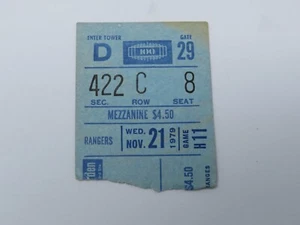 ENTER TOWER GATE
D 29
422 C 8
SEC. ROW SEAT
MEZZANINE $4.50
RANGERS WED. NOV. 21 1979 GAME H11
rden
$4.50